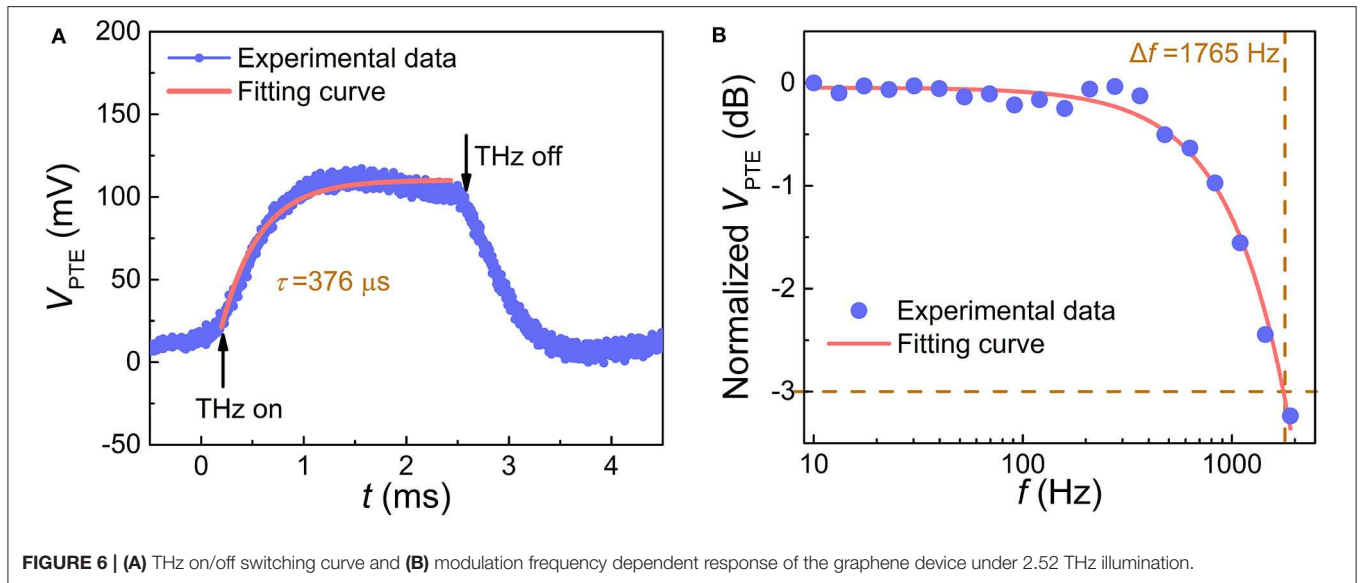 A
Experimental data
Fitting curve
THz off
THz on
τ =376 μs
V_PTE (mV)
200
150
100
50
0
-50
0 1 2 3 4
t (ms)
B
Δf =1765 Hz
Experimental data
Fitting curve
Normalized V_PTE (dB)
0
-1
-2
-3
10 100 1000
f (Hz)
FIGURE 6 | (A) THz on/off switching curve and (B) modulation frequency dependent response of the graphene device under 2.52 THz illumination.